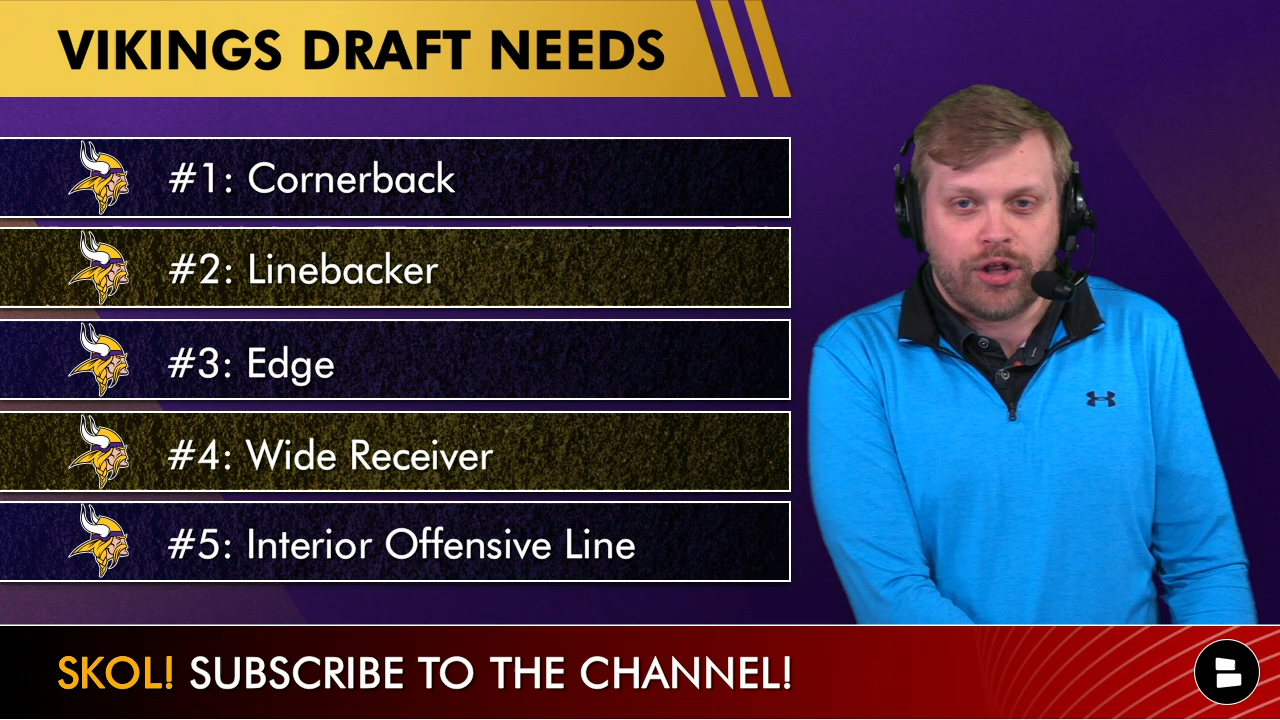 VIKINGS DRAFT NEEDS
#1: Cornerback
#2: Linebacker
#3: Edge
#4: Wide Receiver
#5: Interior Offensive Line
SKOL! SUBSCRIBE TO THE CHANNEL!